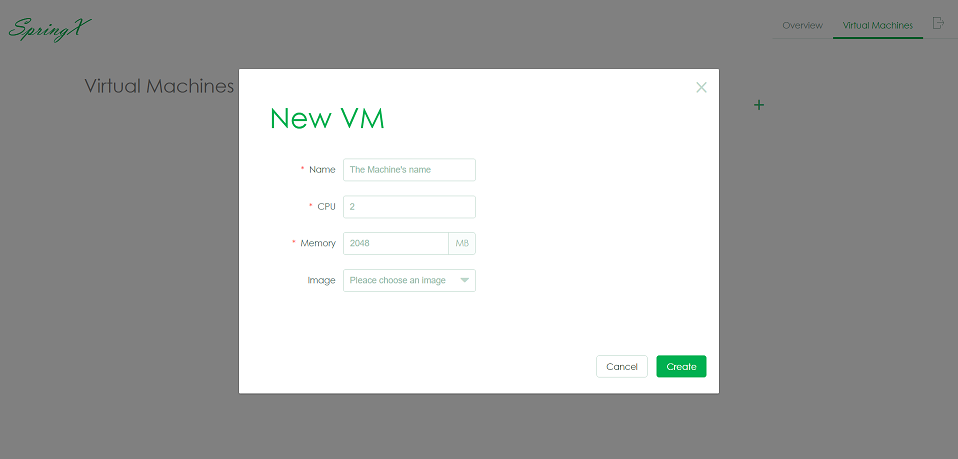 SpringX
Overview Virtual Machines
Virtual Machines
New VM
* Name The Machine's name
* CPU 2
* Memory 2048 MB
Image Pleace choose an image
Cancel Create